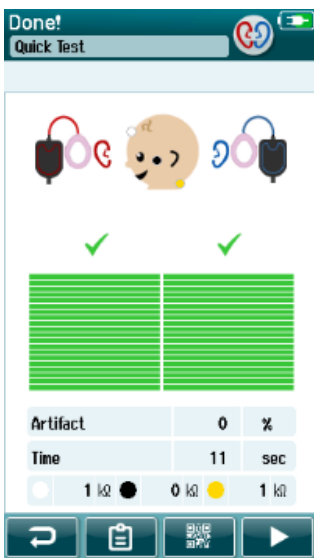 Done!
Quick Test
Artifact 0 %
Time 11 sec
1 kΩ 0 kΩ 1 kΩ